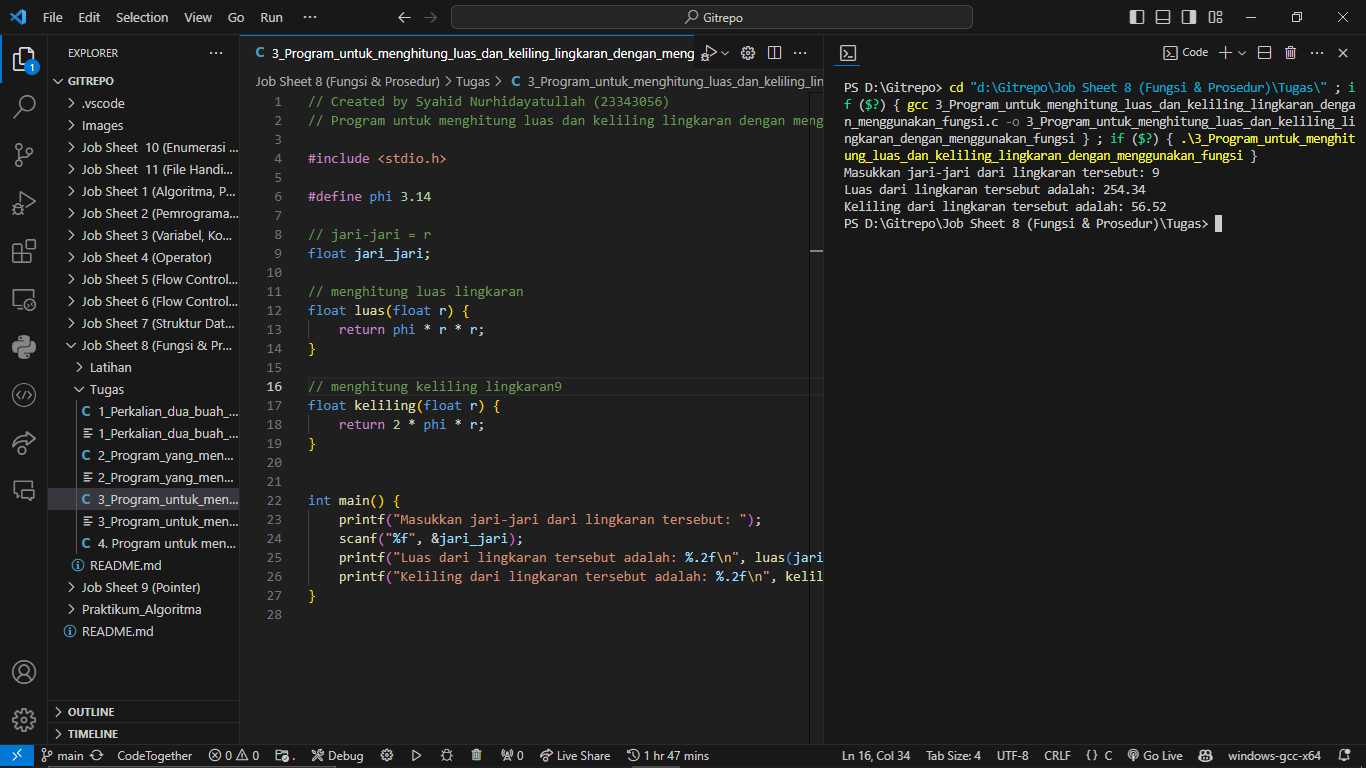 File Edit Selection View Go Run ··· Gitrepo
EXPLORER ···
GITREPO
.vscode
Images
Job Sheet 10 (Enumerasi ...
Job Sheet 11 (File Handi...
Job Sheet 1 (Algoritma, P...
Job Sheet 2 (Pemrograma...
Job Sheet 3 (Variabel, Ko...
Job Sheet 4 (Operator)
Job Sheet 5 (Flow Control...
Job Sheet 6 (Flow Control...
Job Sheet 7 (Struktur Dat...
Job Sheet 8 (Fungsi & Pr...
Latihan
Tugas
1_Perkalian_dua_buah_...
1_Perkalian_dua_buah_...
2_Program_yang_men...
2_Program_yang_men...
3_Program_untuk_men...
3_Program_untuk_men...
4. Program untuk men...
README.md
Job Sheet 9 (Pointer)
Praktikum_Algoritma
README.md
OUTLINE
TIMELINE
1
C 3_Program_untuk_menghitung_luas_dan_keliling_lingkaran_dengan_meng
Job Sheet 8 (Fungsi & Prosedur) > Tugas > C 3_Program_untuk_menghitung_luas_dan_keliling_lin
1 // Created by Syahid Nurhidayatullah (23343056)
2 // Program untuk menghitung luas dan keliling lingkaran dengan meng
3
4 #include <stdio.h>
5
6 #define phi 3.14
7
8 // jari-jari = r
9 float jari_jari;
10
11 // menghitung luas lingkaran
12 float luas(float r) {
13 return phi * r * r;
14 }
15
16 // menghitung keliling lingkaran9
17 float keliling(float r) {
18 return 2 * phi * r;
19 }
20
21
22 int main() {
23 printf("Masukkan jari-jari dari lingkaran tersebut: ");
24 scanf("%f", &jari_jari);
25 printf("Luas dari lingkaran tersebut adalah: %.2f\n", luas(jari
26 printf("Keliling dari lingkaran tersebut adalah: %.2f\n", kelil
27 }
28
Code
PS D:\Gitrepo> cd "d:\Gitrepo\Job Sheet 8 (Fungsi & Prosedur)\Tugas\" ; i
f ($?) { gcc 3_Program_untuk_menghitung_luas_dan_keliling_lingkaran_denga
n_menggunakan_fungsi.c -o 3_Program_untuk_menghitung_luas_dan_keliling_li
ngkaran_dengan_menggunakan_fungsi } ; if ($?) { .\3_Program_untuk_menghit
ung_luas_dan_keliling_lingkaran_dengan_menggunakan_fungsi }
Masukkan jari-jari dari lingkaran tersebut: 9
Luas dari lingkaran tersebut adalah: 254.34
Keliling dari lingkaran tersebut adalah: 56.52
PS D:\Gitrepo\Job Sheet 8 (Fungsi & Prosedur)\Tugas>
main CodeTogether 0 0 . Debug 0 Live Share 1 hr 47 mins Ln 16, Col 34 Tab Size: 4 UTF-8 CRLF {} C Go Live windows-gcc-x64